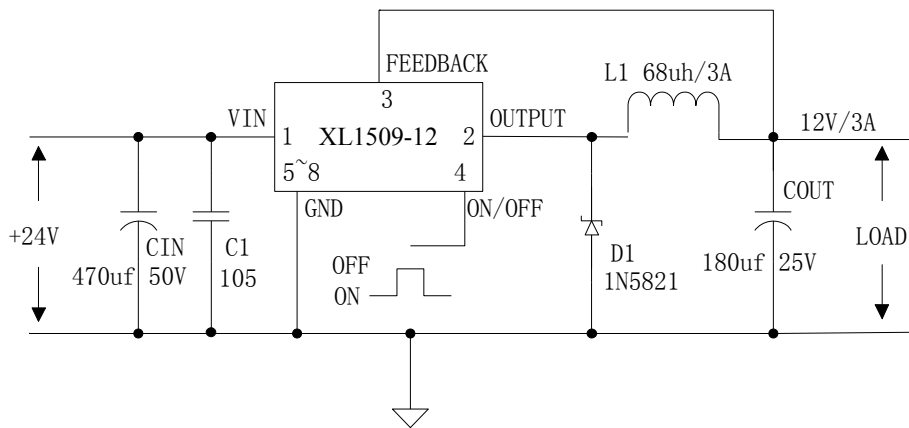 FEEDBACK
L1 68uh/3A
3
VIN
1
XL1509-12
2
OUTPUT
12V/3A
5~8
4
GND
ON/OFF
COUT
+24V
CIN
C1
OFF
D1
LOAD
470uf 50V
105
ON
1N5821
180uf 25V